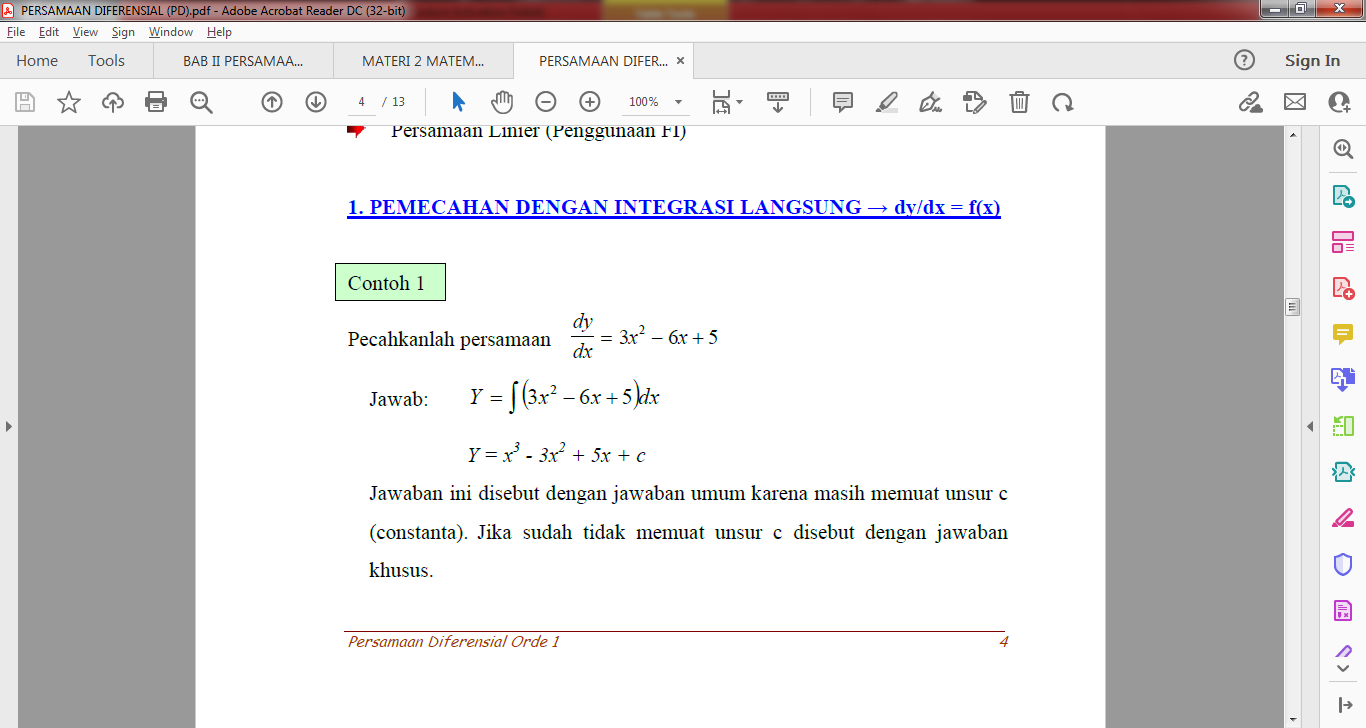 PERSAMAAN DIFERENSIAL (PD).pdf - Adobe Acrobat Reader DC (32-bit)
File Edit View Sign Window Help
Home Tools BAB II PERSAMAA... MATERI 2 MATEM... PERSAMAAN DIFER... × Sign In
4 / 13 100%
Persamaan Linier (Penggunaan FI)
1. PEMECAHAN DENGAN INTEGRASI LANGSUNG → dy/dx = f(x)
Contoh 1
Pecahkanlah persamaan dy/dx = 3x² − 6x + 5
Jawab: Y = ∫(3x² − 6x + 5)dx
Y = x³ - 3x² + 5x + c
Jawaban ini disebut dengan jawaban umum karena masih memuat unsur c
(constanta). Jika sudah tidak memuat unsur c disebut dengan jawaban
khusus.
Persamaan Diferensial Orde 1 4